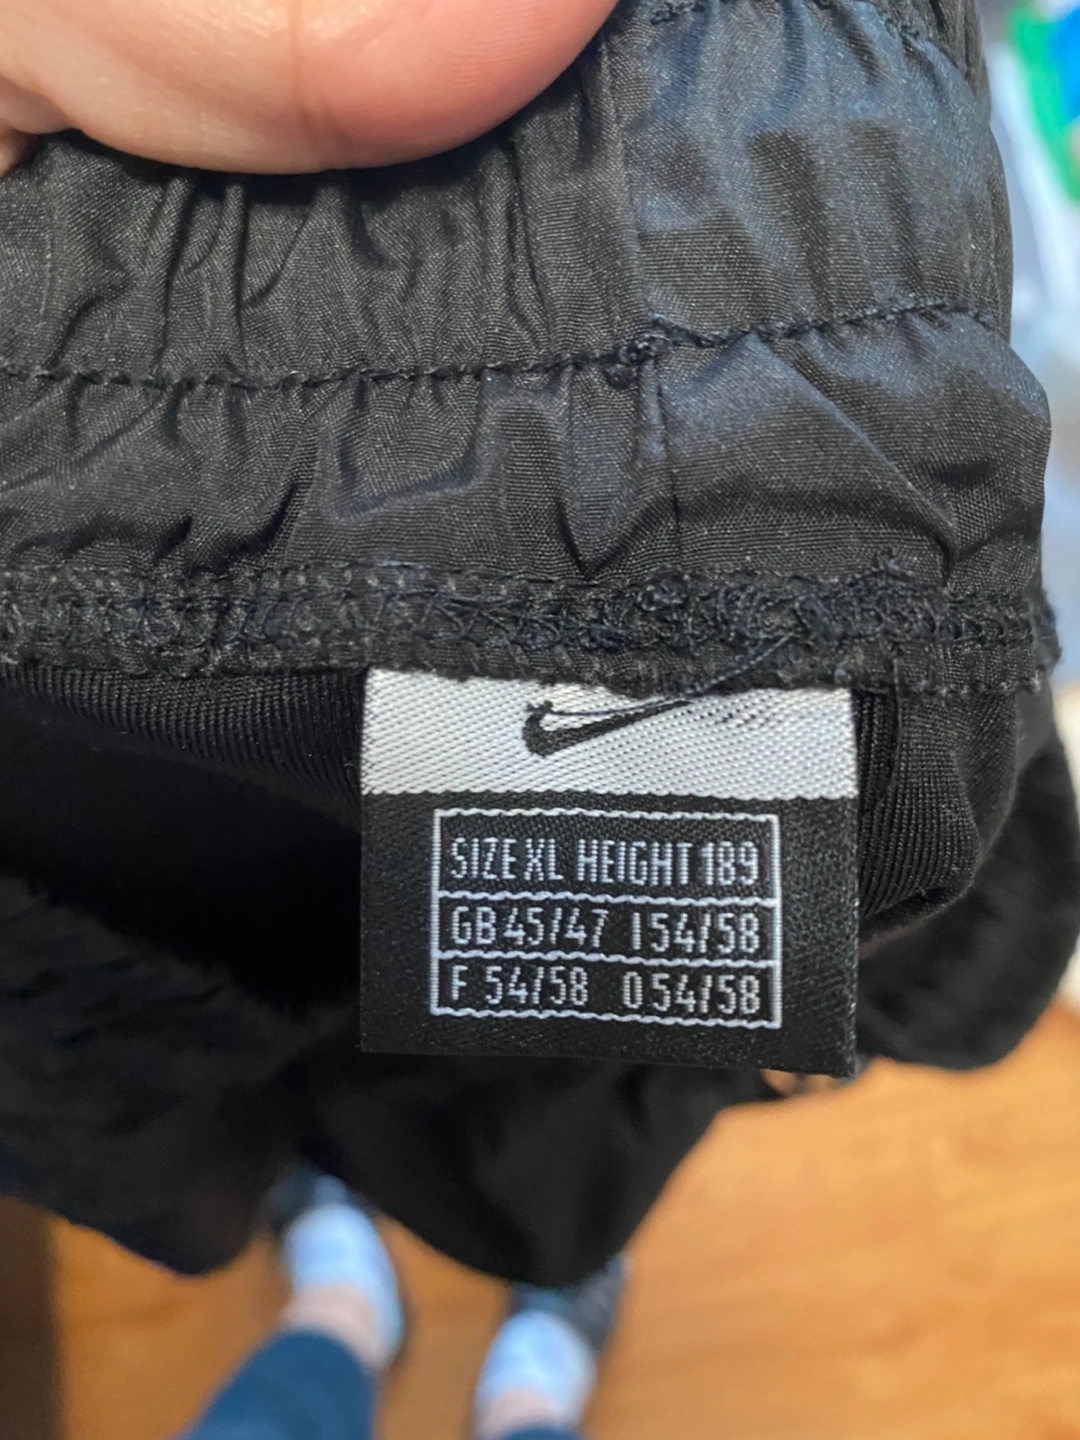 SIZE XL HEIGHT 189
GB 45/47 I 54/58
F 54/58 0 54/58